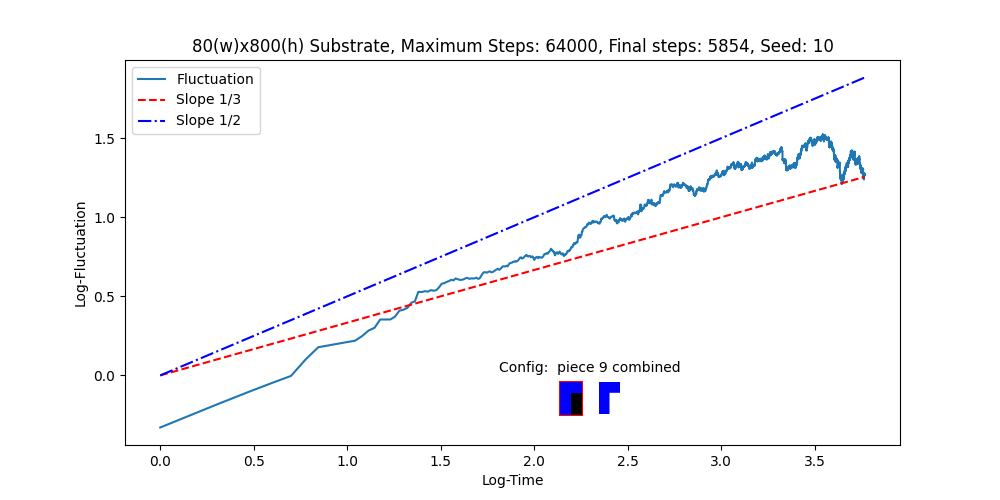 80(w)x800(h) Substrate, Maximum Steps: 64000, Final steps: 5854, Seed: 10
Fluctuation
Slope 1/3
Slope 1/2
Log-Fluctuation
1.5
1.0
0.5
0.0
Config:  piece 9 combined
0.0 0.5 1.0 1.5 2.0 2.5 3.0 3.5
Log-Time